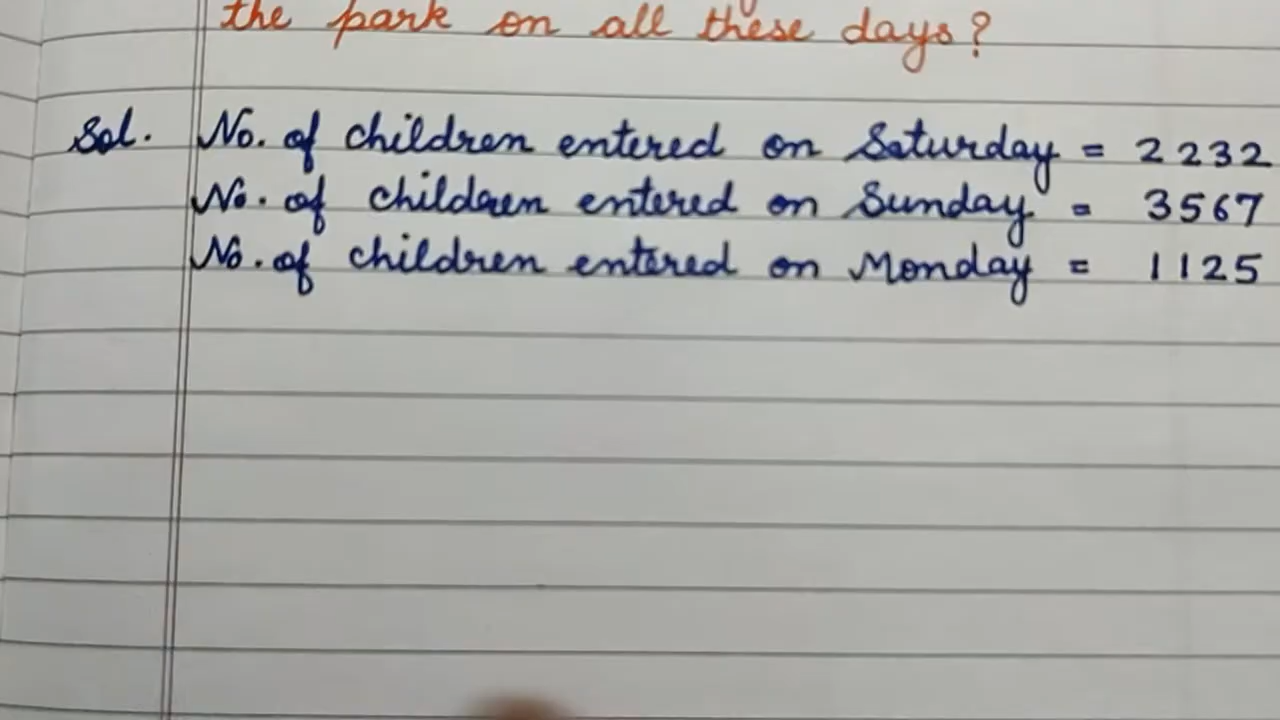 the park on all these days?
Sol. No. of children entered on Saturday = 2232
No. of children entered on Sunday = 3567
No. of children entered on Monday = 1125